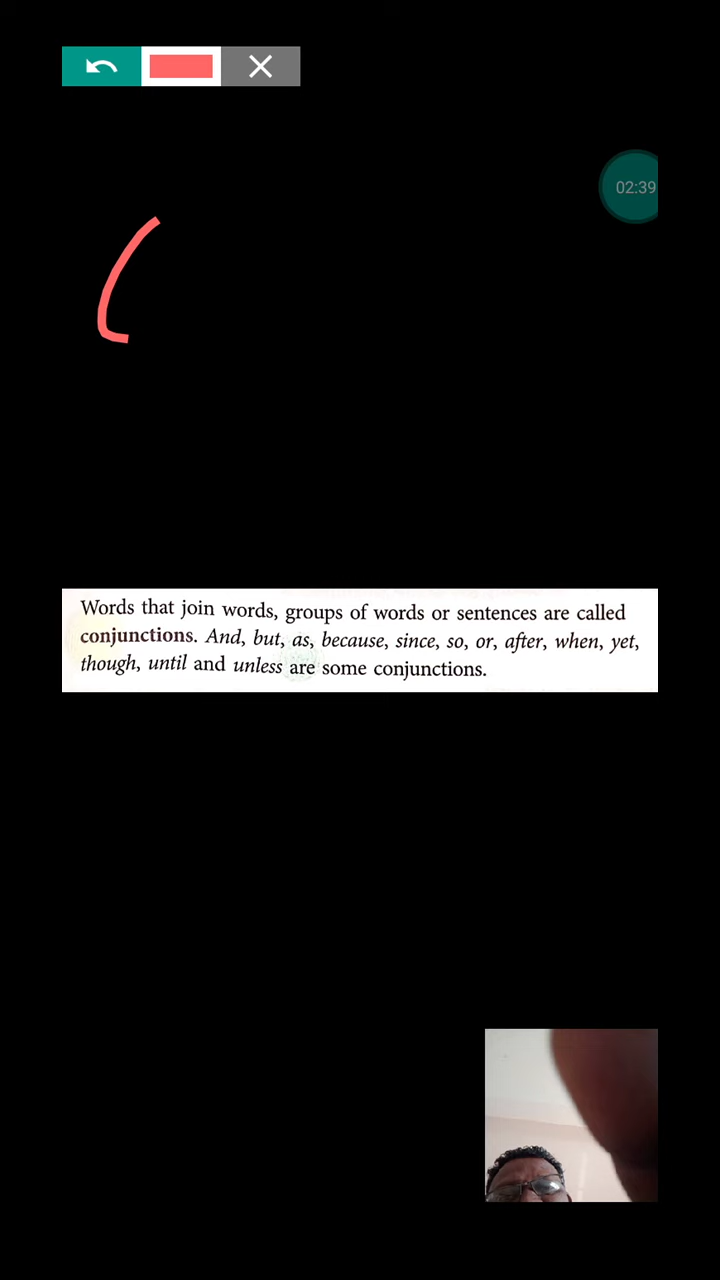 02:39
Words that join words, groups of words or sentences are called
conjunctions. And, but, as, because, since, so, or, after, when, yet,
though, until and unless are some conjunctions.